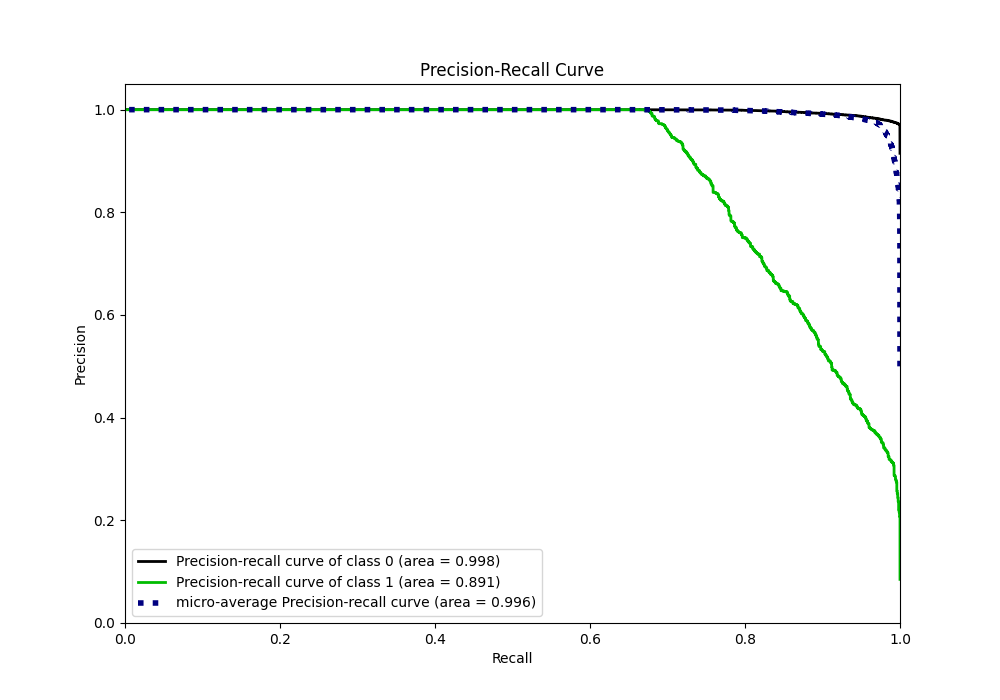 Precision-Recall Curve
1.0
0.8
0.6
0.4
0.2
0.0
Precision
Precision-recall curve of class 0 (area = 0.998)
Precision-recall curve of class 1 (area = 0.891)
micro-average Precision-recall curve (area = 0.996)
0.0 0.2 0.4 0.6 0.8 1.0
Recall